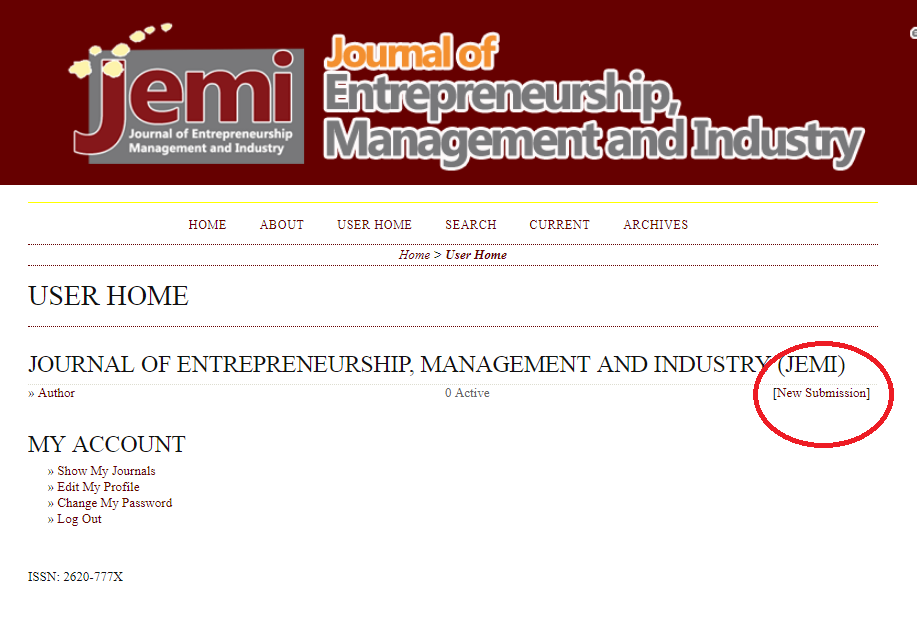 jemi
Journal of Entrepreneurship
Management and Industry
Journal of
Entrepreneurship,
Management and Industry
HOME ABOUT USER HOME SEARCH CURRENT ARCHIVES
Home > User Home
USER HOME
JOURNAL OF ENTREPRENEURSHIP, MANAGEMENT AND INDUSTRY (JEMI)
» Author 0 Active [New Submission]
MY ACCOUNT
» Show My Journals
» Edit My Profile
» Change My Password
» Log Out
ISSN: 2620-777X